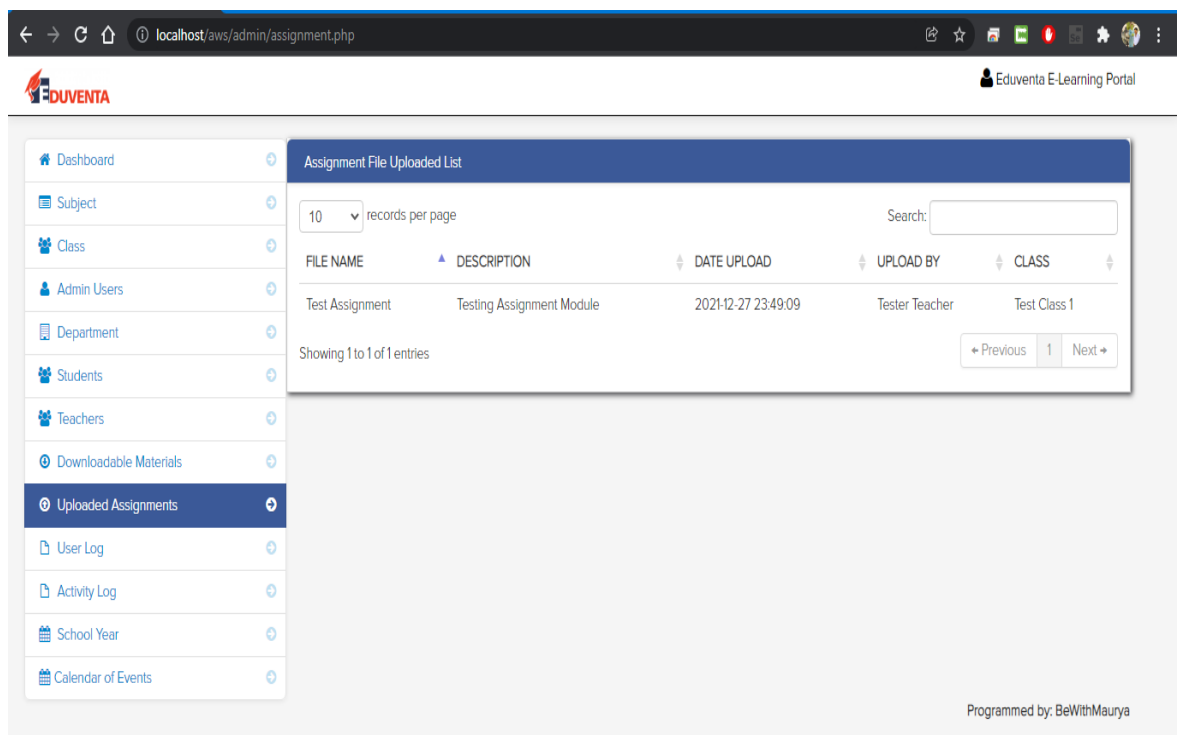 localhost/aws/admin/assignment.php
EDUVENTA
Eduventa E-Learning Portal
Dashboard
Subject
Class
Admin Users
Department
Students
Teachers
Downloadable Materials
Uploaded Assignments
User Log
Activity Log
School Year
Calendar of Events
Assignment File Uploaded List
10 records per page Search:
FILE NAME DESCRIPTION DATE UPLOAD UPLOAD BY CLASS
Test Assignment Testing Assignment Module 2021-12-27 23:49:09 Tester Teacher Test Class 1
Showing 1 to 1 of 1 entries ← Previous 1 Next →
Programmed by: BeWithMaurya